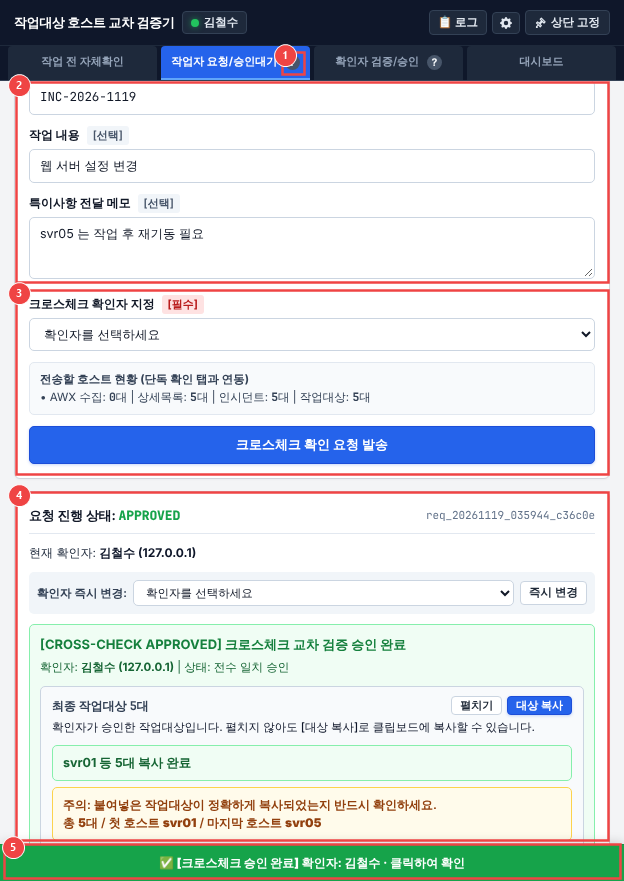 작업대상 호스트 교차 검증기
김철수
📋 로그
⚙
📌 상단 고정
작업 전 자체확인
작업자 요청/승인대기
1
확인자 검증/승인 ?
대시보드
2
INC-2026-1119
작업 내용 [선택]
웹 서버 설정 변경
특이사항 전달 메모 [선택]
svr05 는 작업 후 재기동 필요
3
크로스체크 확인자 지정 [필수]
확인자를 선택하세요
전송할 호스트 현황 (단독 확인 탭과 연동)
• AWX 수집: 0대 | 상세목록: 5대 | 인시던트: 5대 | 작업대상: 5대
크로스체크 확인 요청 발송
4
요청 진행 상태: APPROVED
req_20261119_035944_c36c0e
현재 확인자: 김철수 (127.0.0.1)
확인자 즉시 변경:
확인자를 선택하세요
즉시 변경
[CROSS-CHECK APPROVED] 크로스체크 교차 검증 승인 완료
확인자: 김철수 (127.0.0.1) | 상태: 전수 일치 승인
최종 작업대상 5대
펼치기
대상 복사
확인자가 승인한 작업대상입니다. 펼치지 않아도 [대상 복사]로 클립보드에 복사할 수 있습니다.
svr01 등 5대 복사 완료
주의: 붙여넣은 작업대상이 정확하게 복사되었는지 반드시 확인하세요.
총 5대 / 첫 호스트 svr01 / 마지막 호스트 svr05
5
✅ [크로스체크 승인 완료] 확인자: 김철수 · 클릭하여 확인